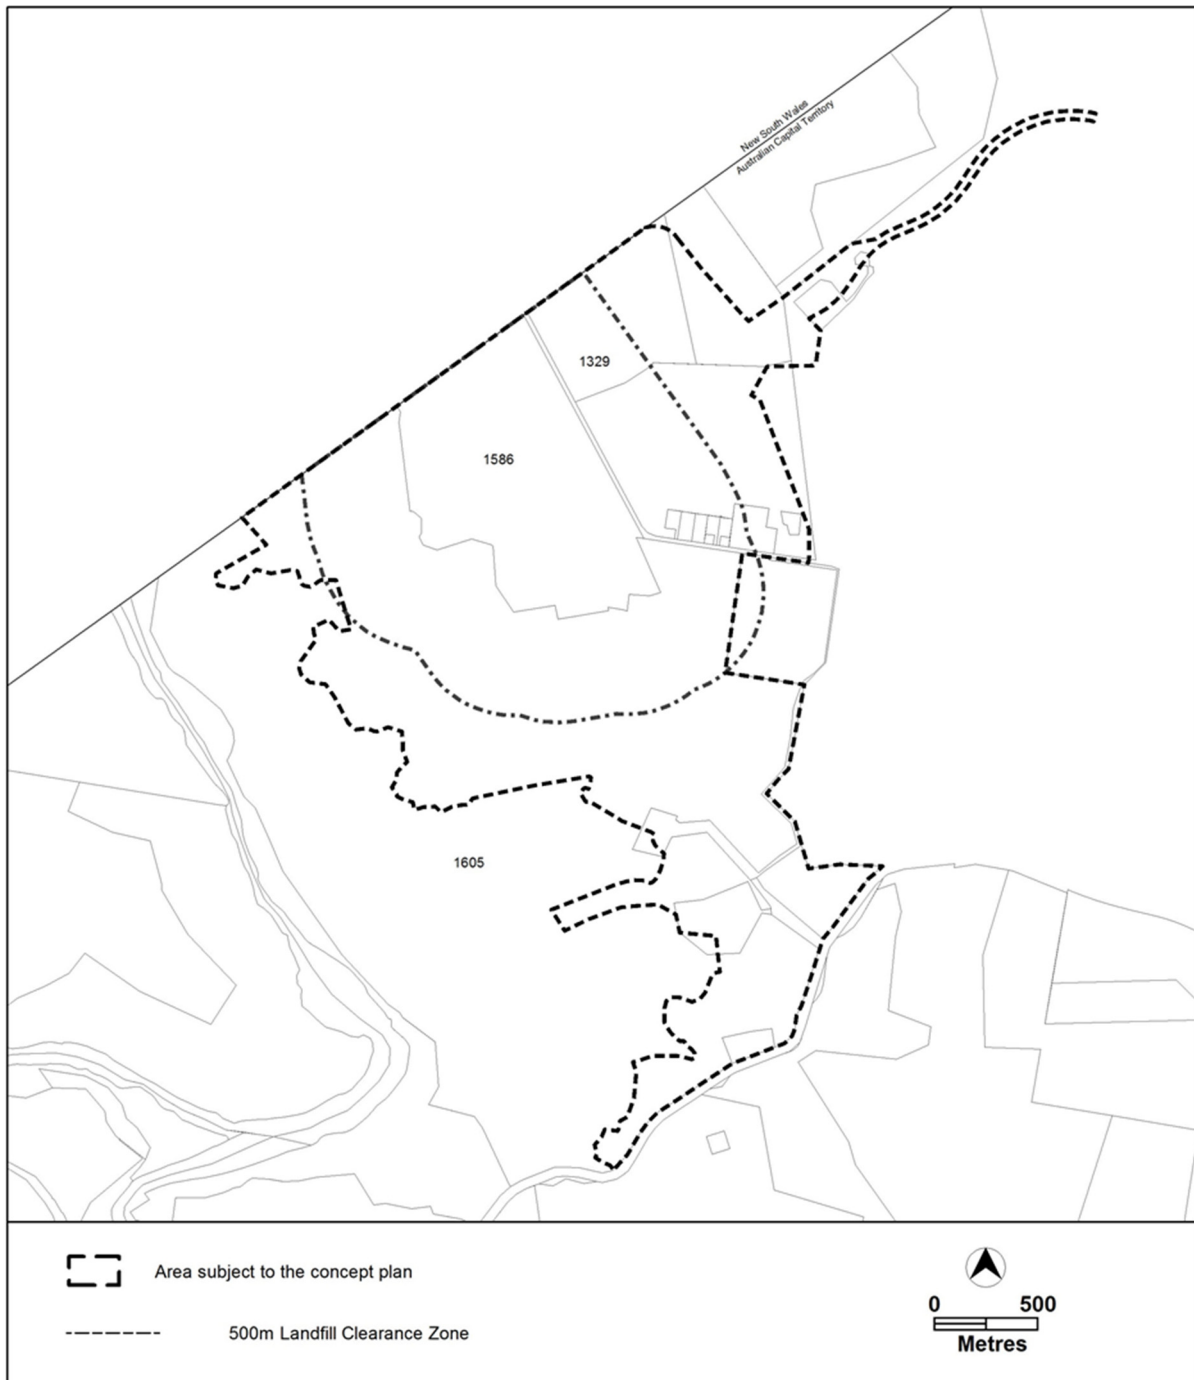 New South Wales
Australian Capital Territory
1329
1586
1605
Area subject to the concept plan
500m Landfill Clearance Zone
0 500
Metres